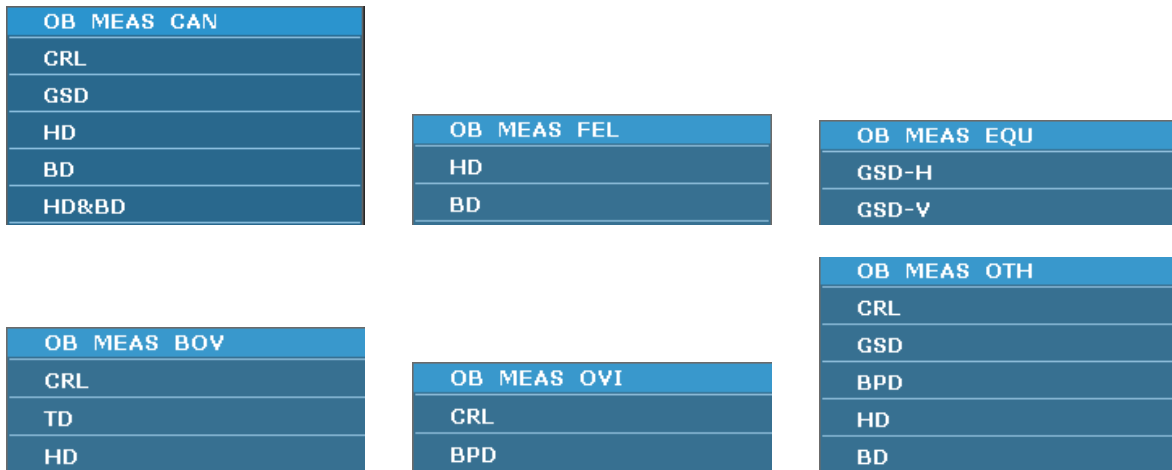 OB MEAS CAN
CRL
GSD
HD
BD
HD&BD
OB MEAS FEL
HD
BD
OB MEAS EQU
GSD-H
GSD-V
OB MEAS BOV
CRL
TD
HD
OB MEAS OVI
CRL
BPD
OB MEAS OTH
CRL
GSD
BPD
HD
BD